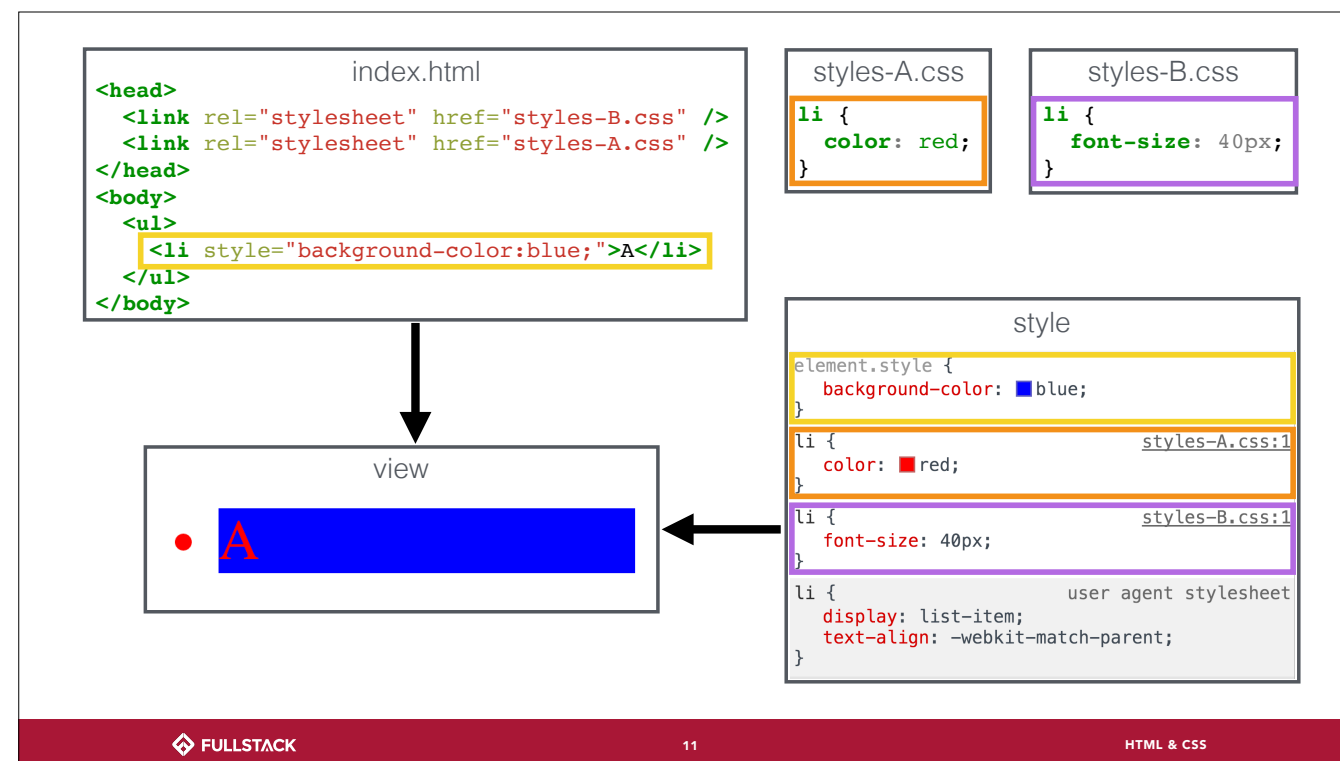 index.html
<head>
  <link rel="stylesheet" href="styles-B.css" />
  <link rel="stylesheet" href="styles-A.css" />
</head>
<body>
  <ul>
    <li style="background-color:blue;">A</li>
  </ul>
</body>
styles-A.css
li {
  color: red;
}
styles-B.css
li {
  font-size: 40px;
}
view
A
style
element.style {
  background-color: blue;
}
li { styles-A.css:1
  color: red;
}
li { styles-B.css:1
  font-size: 40px;
}
li { user agent stylesheet
  display: list-item;
  text-align: -webkit-match-parent;
}
FULLSTACK 11 HTML & CSS